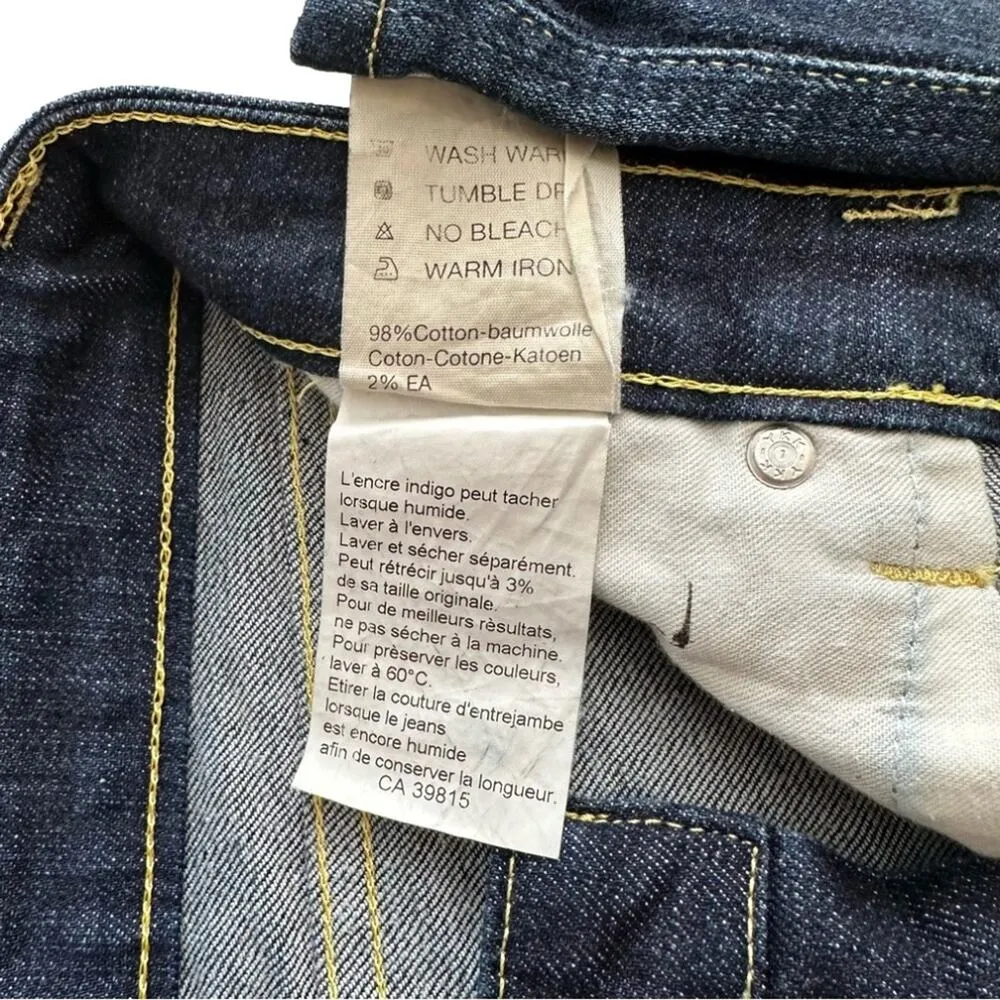 WASH WAR
TUMBLE DR
NO BLEACH
WARM IRON
98%Cotton-baumwolle
Coton-Cotone-Katoen
2% EA
L'encre indigo peut tacher
lorsque humide.
Laver à l'envers.
Laver et sécher séparément.
Peut rétrécir jusqu'à 3%
de sa taille originale.
Pour de meilleurs rèsultats,
ne pas sécher à la machine.
Pour prèserver les couleurs,
laver à 60°C.
Etirer la couture d'entrejambe
lorsque le jeans
est encore humide
afin de conserver la longueur.
CA 39815